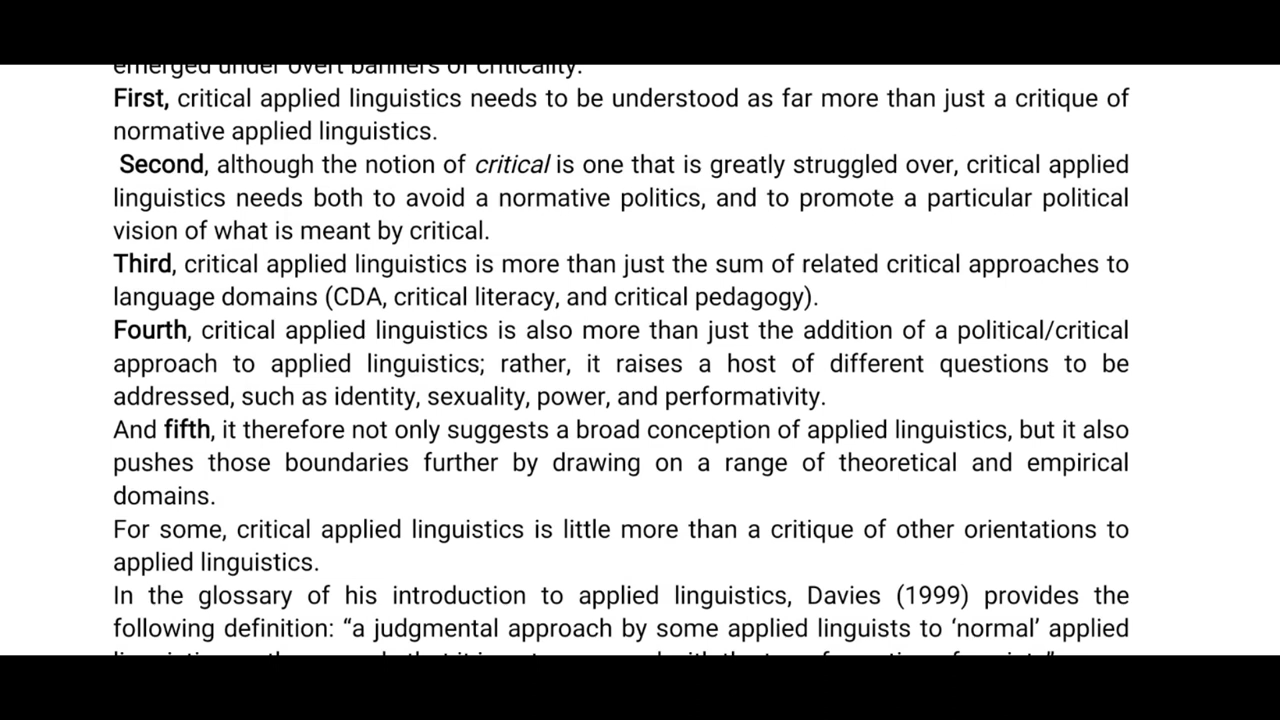 emerged under overt banners of criticality.
First, critical applied linguistics needs to be understood as far more than just a critique of
normative applied linguistics.
Second, although the notion of critical is one that is greatly struggled over, critical applied
linguistics needs both to avoid a normative politics, and to promote a particular political
vision of what is meant by critical.
Third, critical applied linguistics is more than just the sum of related critical approaches to
language domains (CDA, critical literacy, and critical pedagogy).
Fourth, critical applied linguistics is also more than just the addition of a political/critical
approach to applied linguistics; rather, it raises a host of different questions to be
addressed, such as identity, sexuality, power, and performativity.
And fifth, it therefore not only suggests a broad conception of applied linguistics, but it also
pushes those boundaries further by drawing on a range of theoretical and empirical
domains.
For some, critical applied linguistics is little more than a critique of other orientations to
applied linguistics.
In the glossary of his introduction to applied linguistics, Davies (1999) provides the
following definition: “a judgmental approach by some applied linguists to ‘normal’ applied